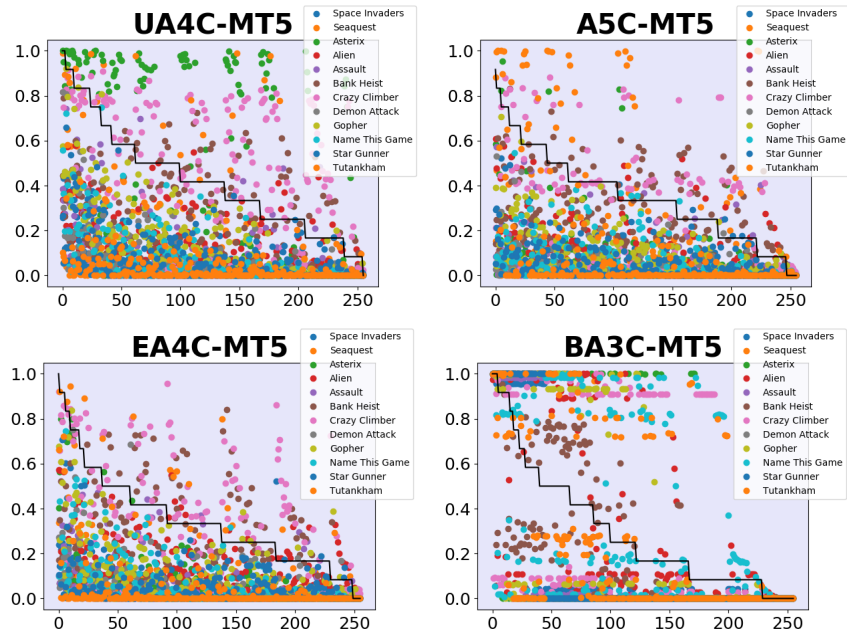 UA4C-MT5
1.0
0.8
0.6
0.4
0.2
0.0
0
50
100
150
200
250
Space Invaders
Seaquest
Asterix
Alien
Assault
Bank Heist
Crazy Climber
Demon Attack
Gopher
Name This Game
Star Gunner
Tutankham
A5C-MT5
1.0
0.8
0.6
0.4
0.2
0.0
0
50
100
150
200
250
Space Invaders
Seaquest
Asterix
Alien
Assault
Bank Heist
Crazy Climber
Demon Attack
Gopher
Name This Game
Star Gunner
Tutankham
EA4C-MT5
1.0
0.8
0.6
0.4
0.2
0.0
0
50
100
150
200
250
Space Invaders
Seaquest
Asterix
Alien
Assault
Bank Heist
Crazy Climber
Demon Attack
Gopher
Name This Game
Star Gunner
Tutankham
BA3C-MT5
1.0
0.8
0.6
0.4
0.2
0.0
0
50
100
150
200
250
Space Invaders
Seaquest
Asterix
Alien
Assault
Bank Heist
Crazy Climber
Demon Attack
Gopher
Name This Game
Star Gunner
Tutankham